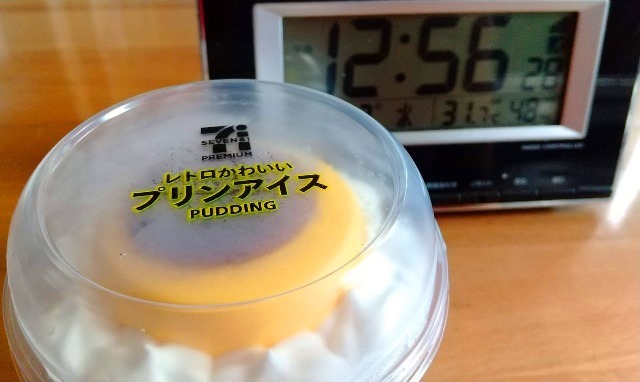 12:56
28
水 31.7℃ 48
7i
SEVEN&i
PREMIUM
レトロかわいい
プリンアイス
PUDDING